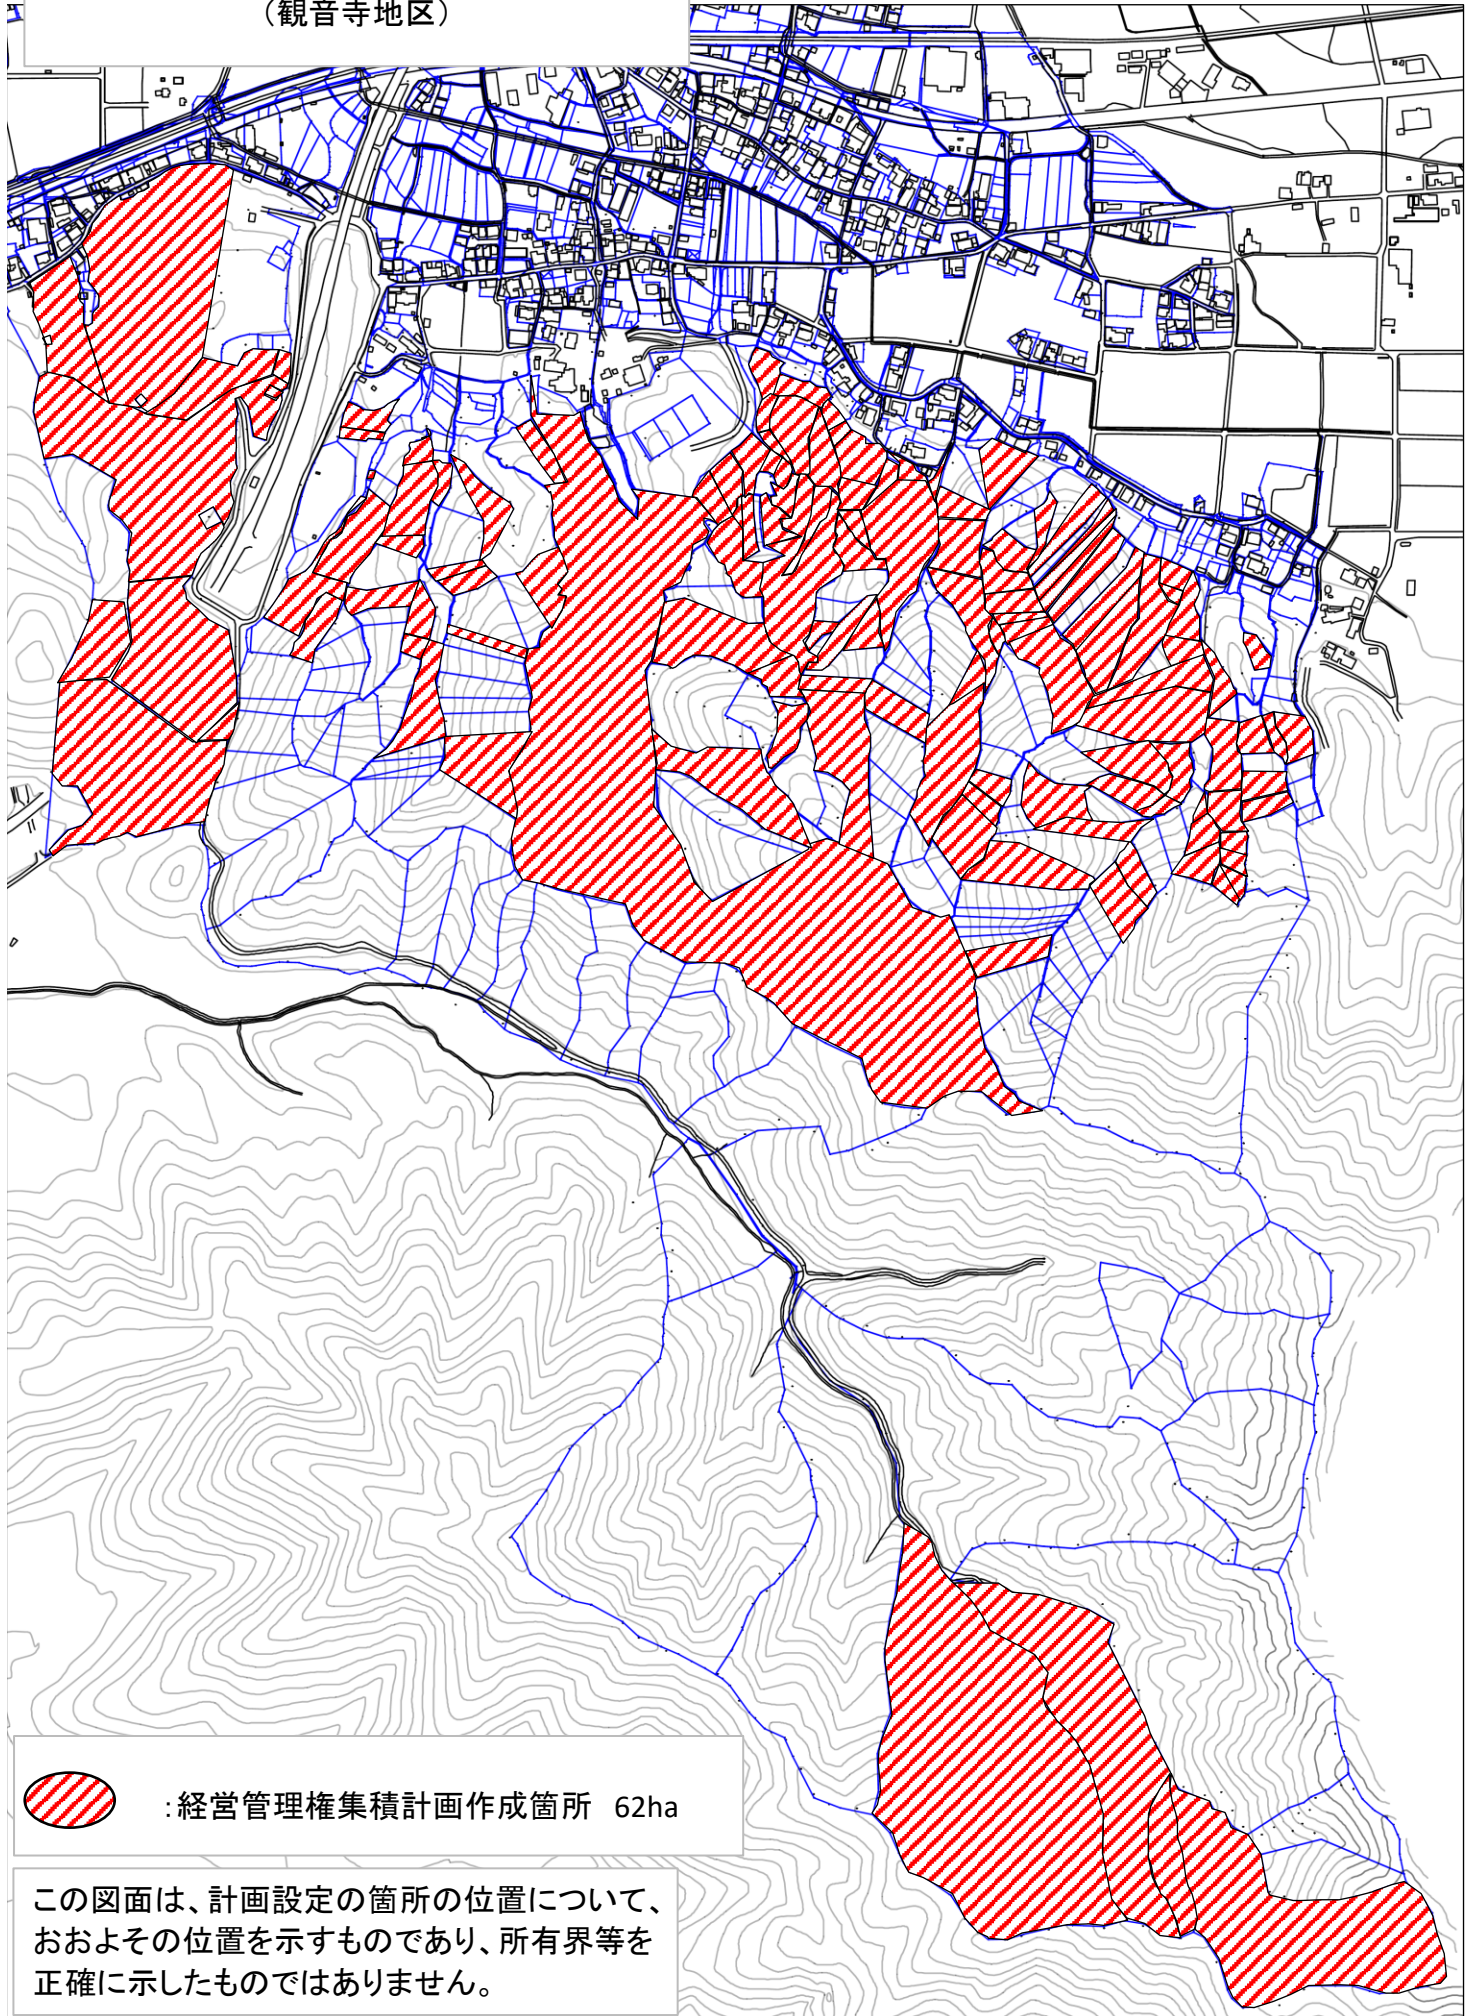 （観音寺地区）
：経営管理権集積計画作成箇所 62ha
この図面は、計画設定の箇所の位置について、
おおよその位置を示すものであり、所有界等を
正確に示したものではありません。